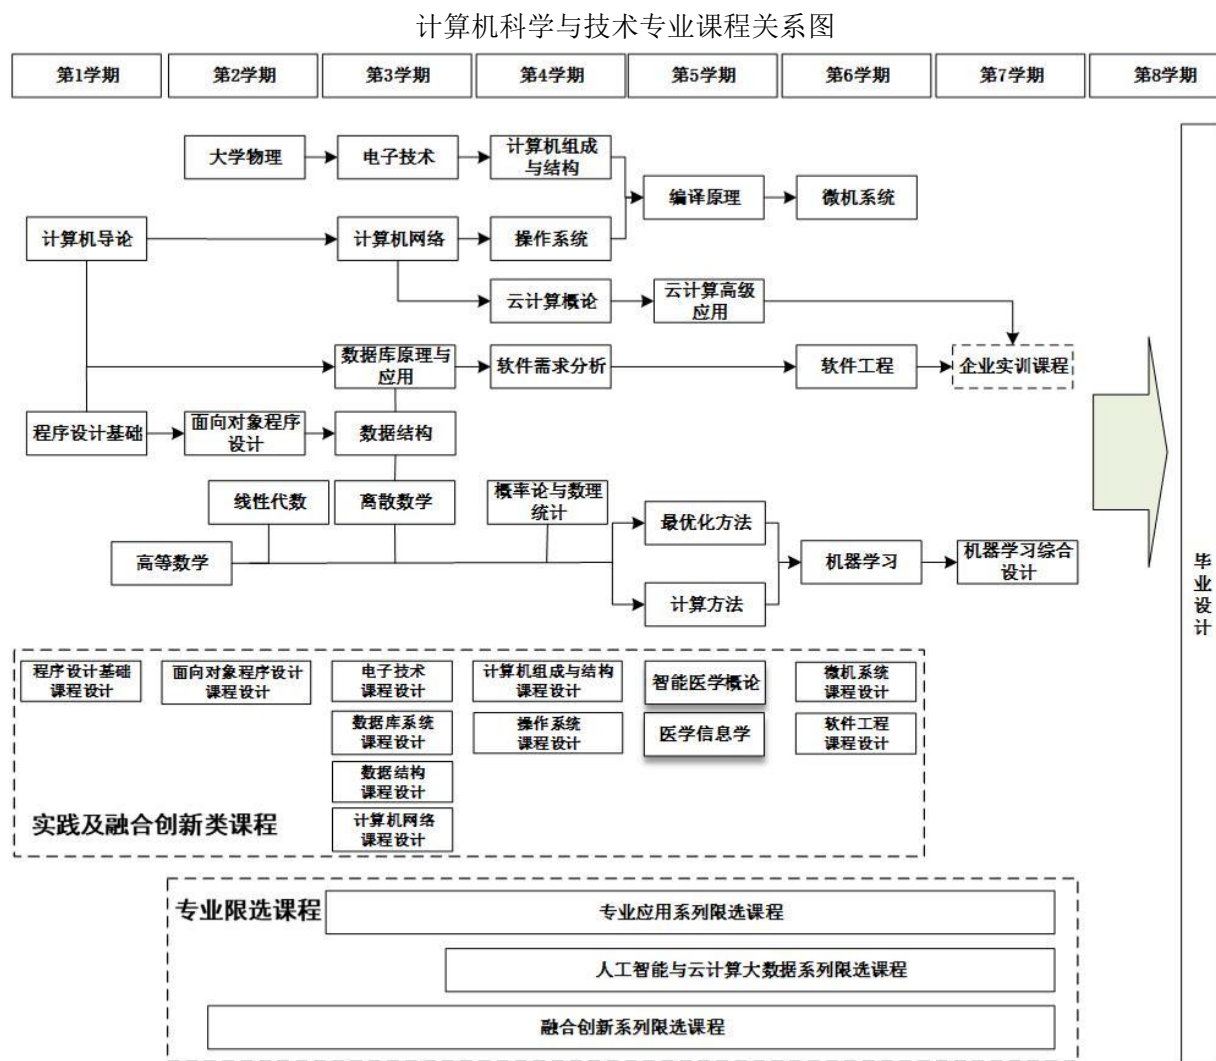 计算机科学与技术专业课程关系图
第1学期
第2学期
第3学期
第4学期
第5学期
第6学期
第7学期
第8学期
大学物理
电子技术
计算机组成
与结构
编译原理
微机系统
计算机导论
计算机网络
操作系统
云计算概论
云计算高级
应用
数据库原理与
应用
软件需求分析
软件工程
企业实训课程
程序设计基础
面向对象程序
设计
数据结构
线性代数
离散数学
概率论与数理
统计
最优化方法
高等数学
机器学习
机器学习综合
设计
计算方法
毕
业
设
计
程序设计基础
课程设计
面向对象程序设计
课程设计
电子技术
课程设计
计算机组成与结构
课程设计
智能医学概论
微机系统
课程设计
数据库系统
课程设计
操作系统
课程设计
医学信息学
软件工程
课程设计
数据结构
课程设计
计算机网络
课程设计
实践及融合创新类课程
专业限选课程
专业应用系列限选课程
人工智能与云计算大数据系列限选课程
融合创新系列限选课程